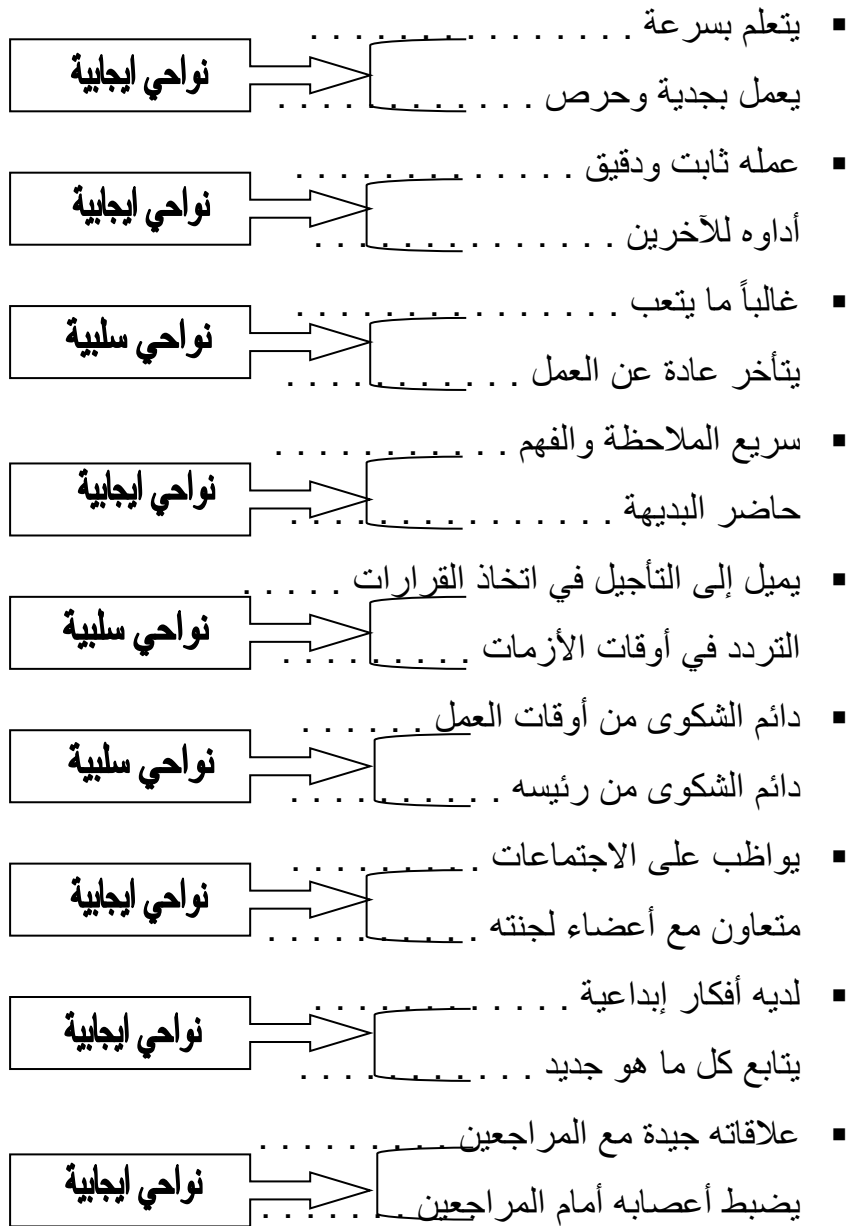 ▪ يتعلم بسرعة . . . . . . . . . . . . . . .
نواحي ايجابية
يعمل بجدية وحرص . . . . . . . . . . . .
▪ عمله ثابت ودقيق . . . . . . . . . . . . .
نواحي ايجابية
أداوه للآخرين . . . . . . . . . . . . . .
▪ غالباً ما يتعب . . . . . . . . . . . . . . .
نواحي سلبية
يتأخر عادة عن العمل . . . . . . . . . . .
▪ سريع الملاحظة والفهم . . . . . . . . . . .
نواحي ايجابية
حاضر البديهة . . . . . . . . . . . . . . .
▪ يميل إلى التأجيل في اتخاذ القرارات . . . . .
نواحي سلبية
التردد في أوقات الأزمات . . . . . . . . .
▪ دائم الشكوى من أوقات العمل . . . . . .
نواحي سلبية
دائم الشكوى من رئيسه . . . . . . . . . .
▪ يواظب على الاجتماعات . . . . . . . . .
نواحي ايجابية
متعاون مع أعضاء لجنته . . . . . . . . . .
▪ لديه أفكار إبداعية . . . . . . . . . . . .
نواحي ايجابية
يتابع كل ما هو جديد . . . . . . . . . . .
▪ علاقاته جيدة مع المراجعين . . . . . . . . .
نواحي ايجابية
يضبط أعصابه أمام المراجعين . . . . . . . .